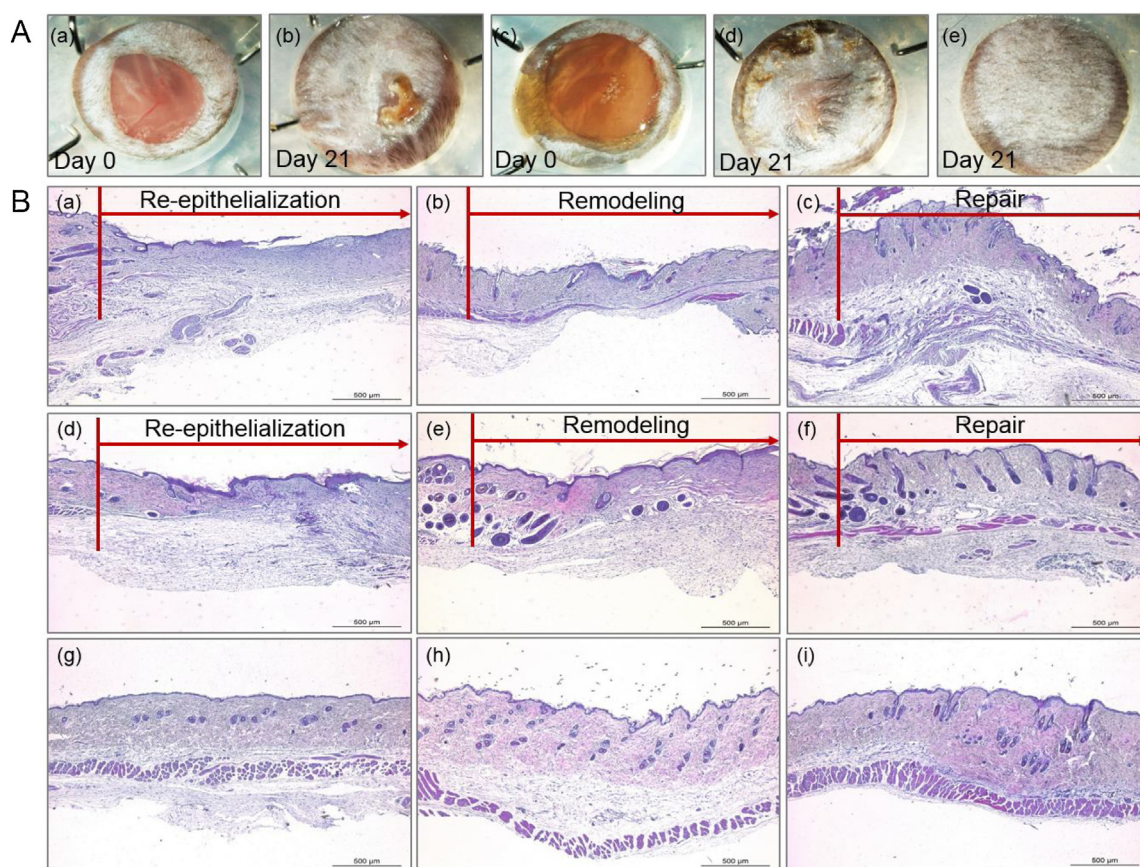 A
(a)
(b)
(c)
(d)
(e)
Day 0
Day 21
Day 0
Day 21
Day 21
B
(a)
Re-epithelialization
500 µm
(b)
Remodeling
500 µm
(c)
Repair
500 µm
(d)
Re-epithelialization
500 µm
(e)
Remodeling
500 µm
(f)
Repair
500 µm
(g)
500 µm
(h)
500 µm
(i)
500 µm